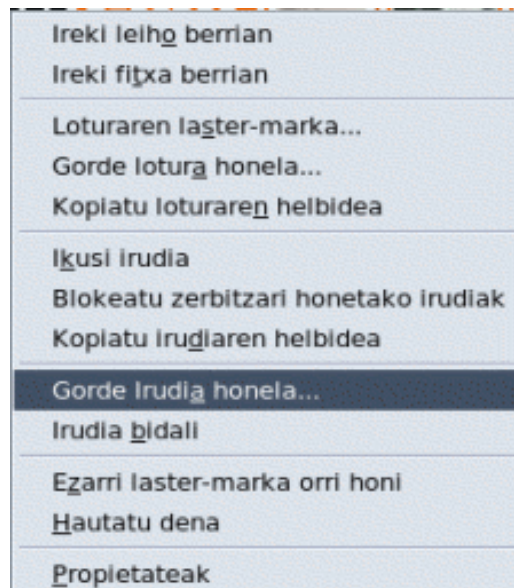 Ireki leiho berrian
Ireki fitxa berrian
Loturaren laster-marka...
Gorde lotura honela...
Kopiatu loturaren helbidea
Ikusi irudia
Blokeatu zerbitzari honetako irudiak
Kopiatu irudiaren helbidea
Gorde Irudia honela...
Irudia bidali
Ezarri laster-marka orri honi
Hautatu dena
Propietateak